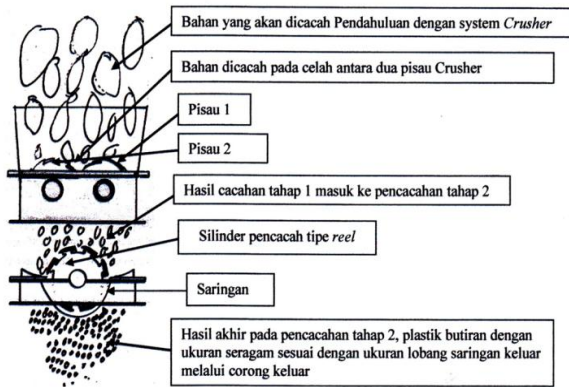 Bahan yang akan dicacah Pendahuluan dengan system Crusher
Bahan dicacah pada celah antara dua pisau Crusher
Pisau 1
Pisau 2
Hasil cacahan tahap 1 masuk ke pencacahan tahap 2
Silinder pencacah tipe reel
Saringan
Hasil akhir pada pencacahan tahap 2, plastik butiran dengan
ukuran seragam sesuai dengan ukuran lobang saringan keluar
melalui corong keluar